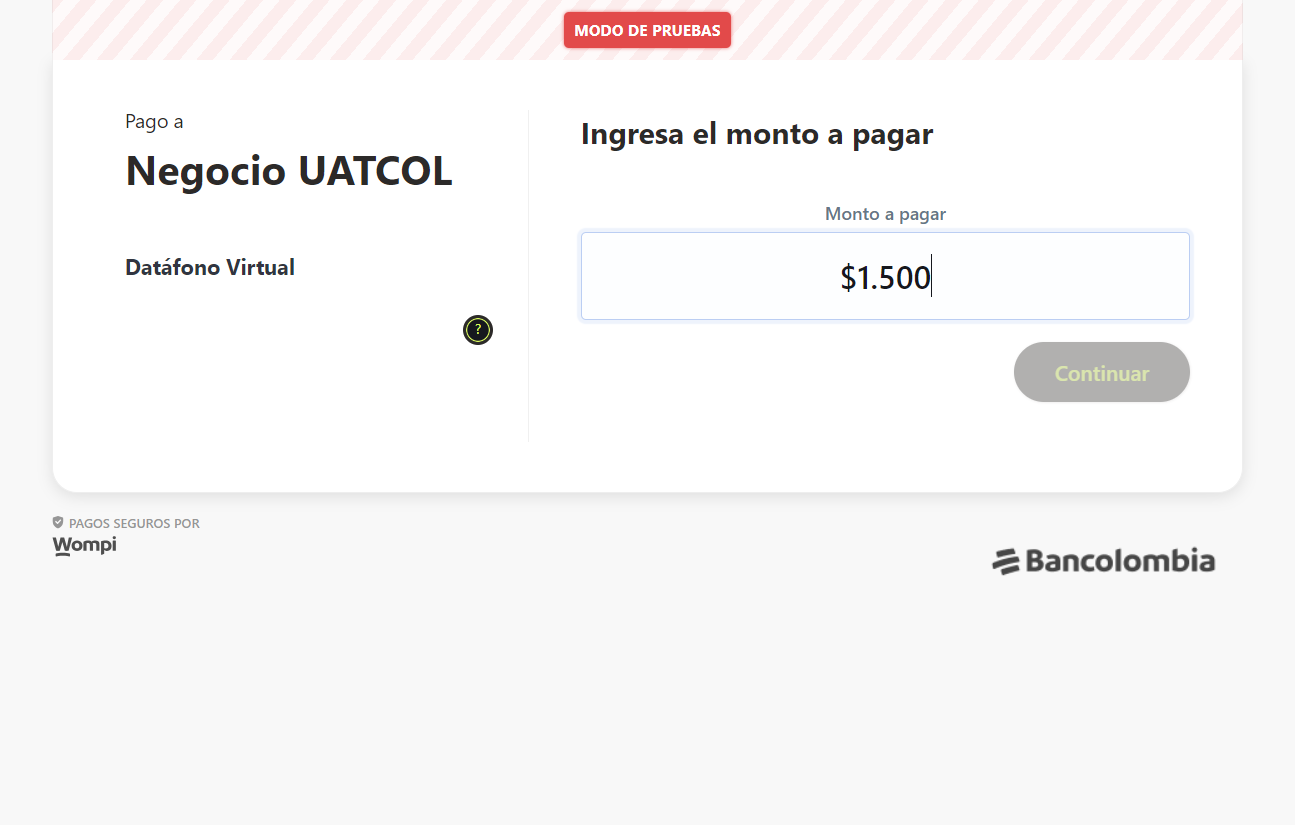 MODO DE PRUEBAS
Pago a
Negocio UATCOL
Datáfono Virtual
?
Ingresa el monto a pagar
Monto a pagar
$1.500
Continuar
PAGOS SEGUROS POR
Wompi
Bancolombia